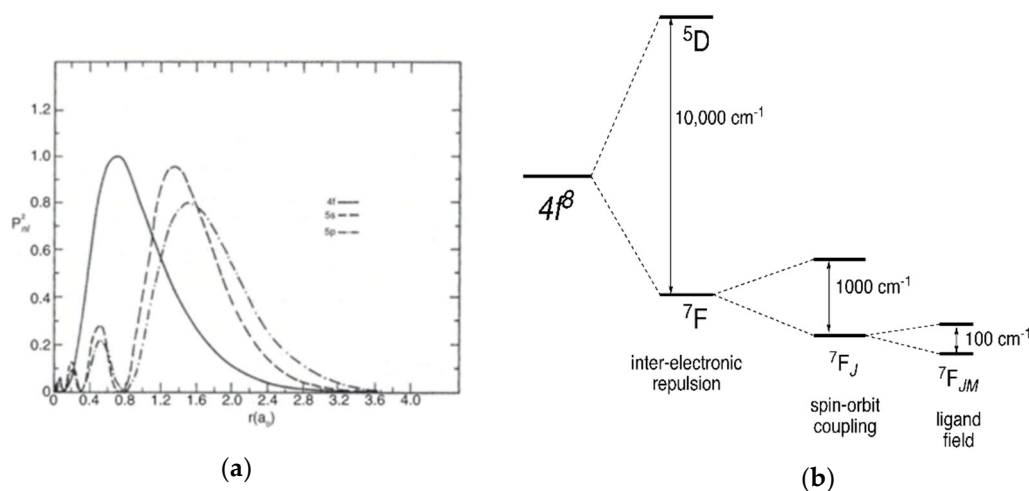 1.2
1.0
0.8
0.6
0.4
0.2
0
P²nl
4f
5s
5p
0 0.4 0.8 1.2 1.6 2.0 2.4 2.8 3.2 3.6 4.0
r(a₀)
(a)
⁵D
10,000 cm⁻¹
4f⁸
⁷F
inter-electronic
repulsion
1000 cm⁻¹
⁷F_J
spin-orbit
coupling
100 cm⁻¹
⁷F_JM
ligand
field
(b)